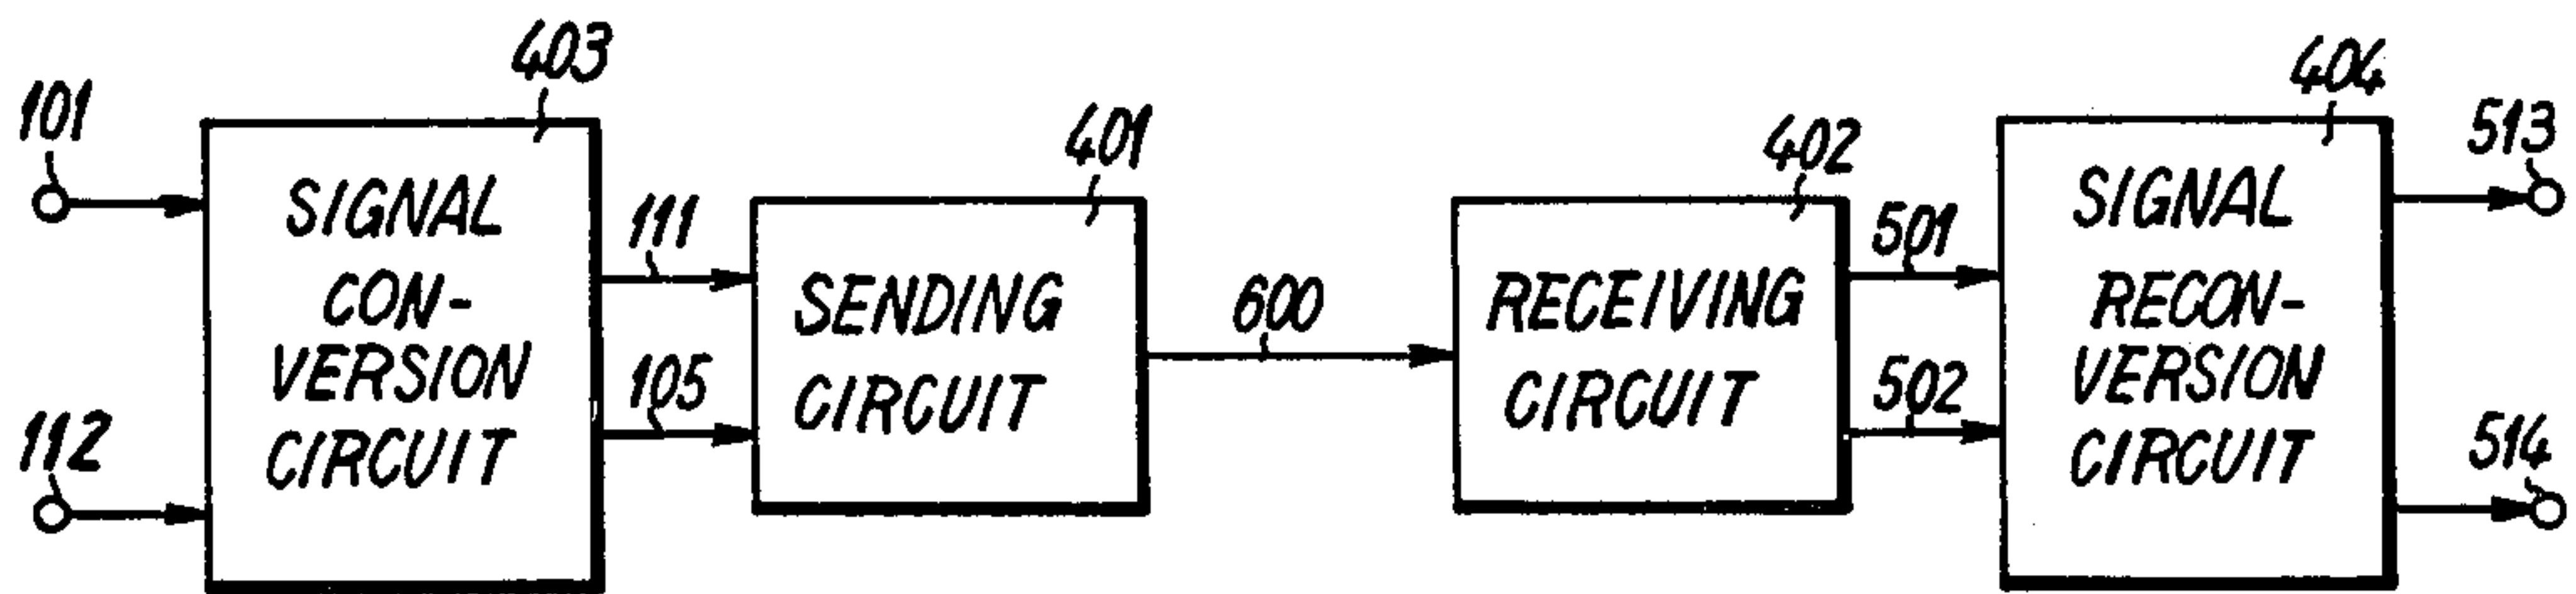 403
404
101
401
402
513
SIGNAL
CON-
VERSION
CIRCUIT
111
105
SENDING
CIRCUIT
600
RECEIVING
CIRCUIT
501
502
SIGNAL
RECON-
VERSION
CIRCUIT
112
514